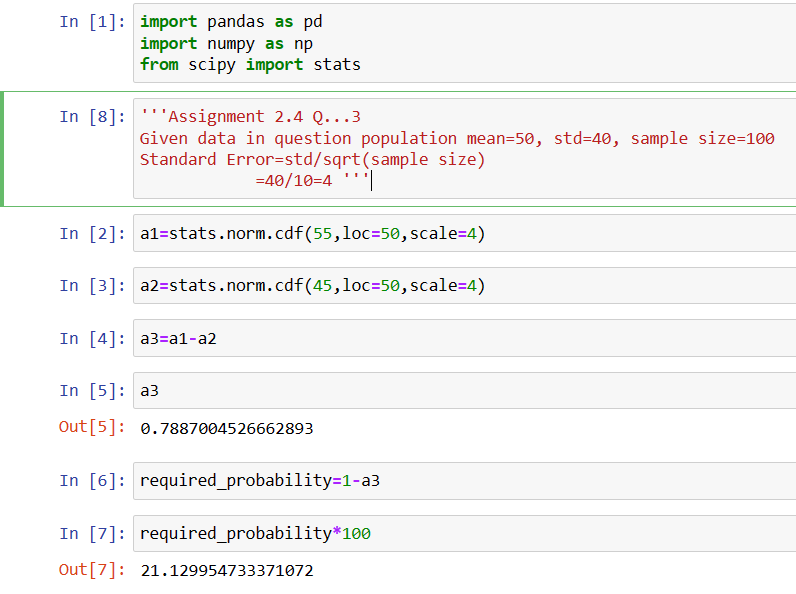 In [1]: import pandas as pd
import numpy as np
from scipy import stats
In [8]: '''Assignment 2.4 Q...3
Given data in question population mean=50, std=40, sample size=100
Standard Error=std/sqrt(sample size)
=40/10=4 '''
In [2]: a1=stats.norm.cdf(55,loc=50,scale=4)
In [3]: a2=stats.norm.cdf(45,loc=50,scale=4)
In [4]: a3=a1-a2
In [5]: a3
Out[5]: 0.7887004526662893
In [6]: required_probability=1-a3
In [7]: required_probability*100
Out[7]: 21.129954733371072